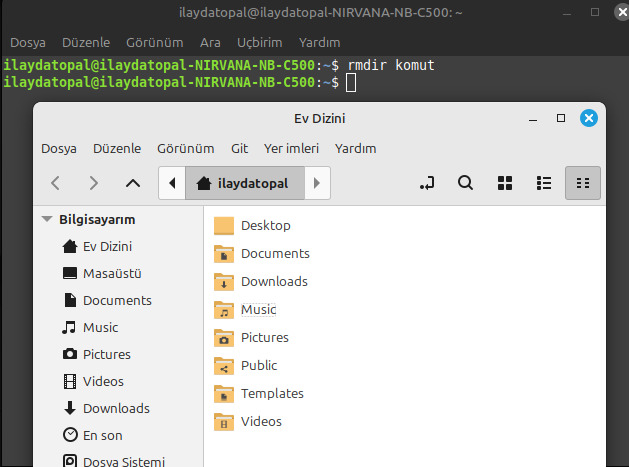 ilaydatopal@ilaydatopal-NIRVANA-NB-C500: ~
Dosya Düzenle Görünüm Ara Uçbirim Yardım
ilaydatopal@ilaydatopal-NIRVANA-NB-C500:~$ rmdir komut
ilaydatopal@ilaydatopal-NIRVANA-NB-C500:~$
Ev Dizini
Dosya Düzenle Görünüm Git Yer imleri Yardım
ilaydatopal
Bilgisayarım
Ev Dizini
Masaüstü
Documents
Music
Pictures
Videos
Downloads
En son
Dosya Sistemi
Desktop
Documents
Downloads
Music
Pictures
Public
Templates
Videos